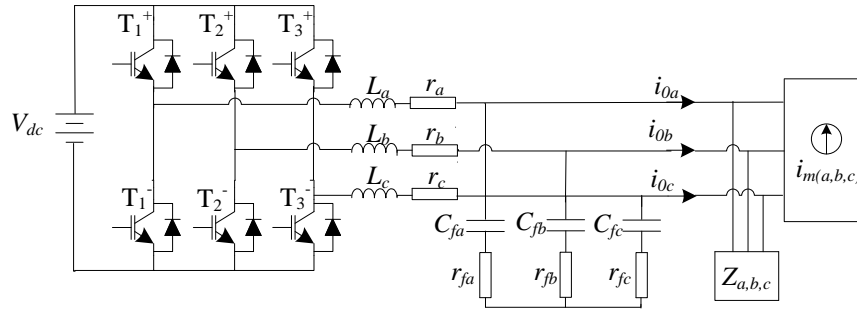 T1+ T2+ T3+
La ra i0a
Vdc
Lb rb i0b
Lc rc i0c
im(a,b,c)
T1- T2- T3-
Cfa Cfb Cfc
rfa rfb rfc
Za,b,c